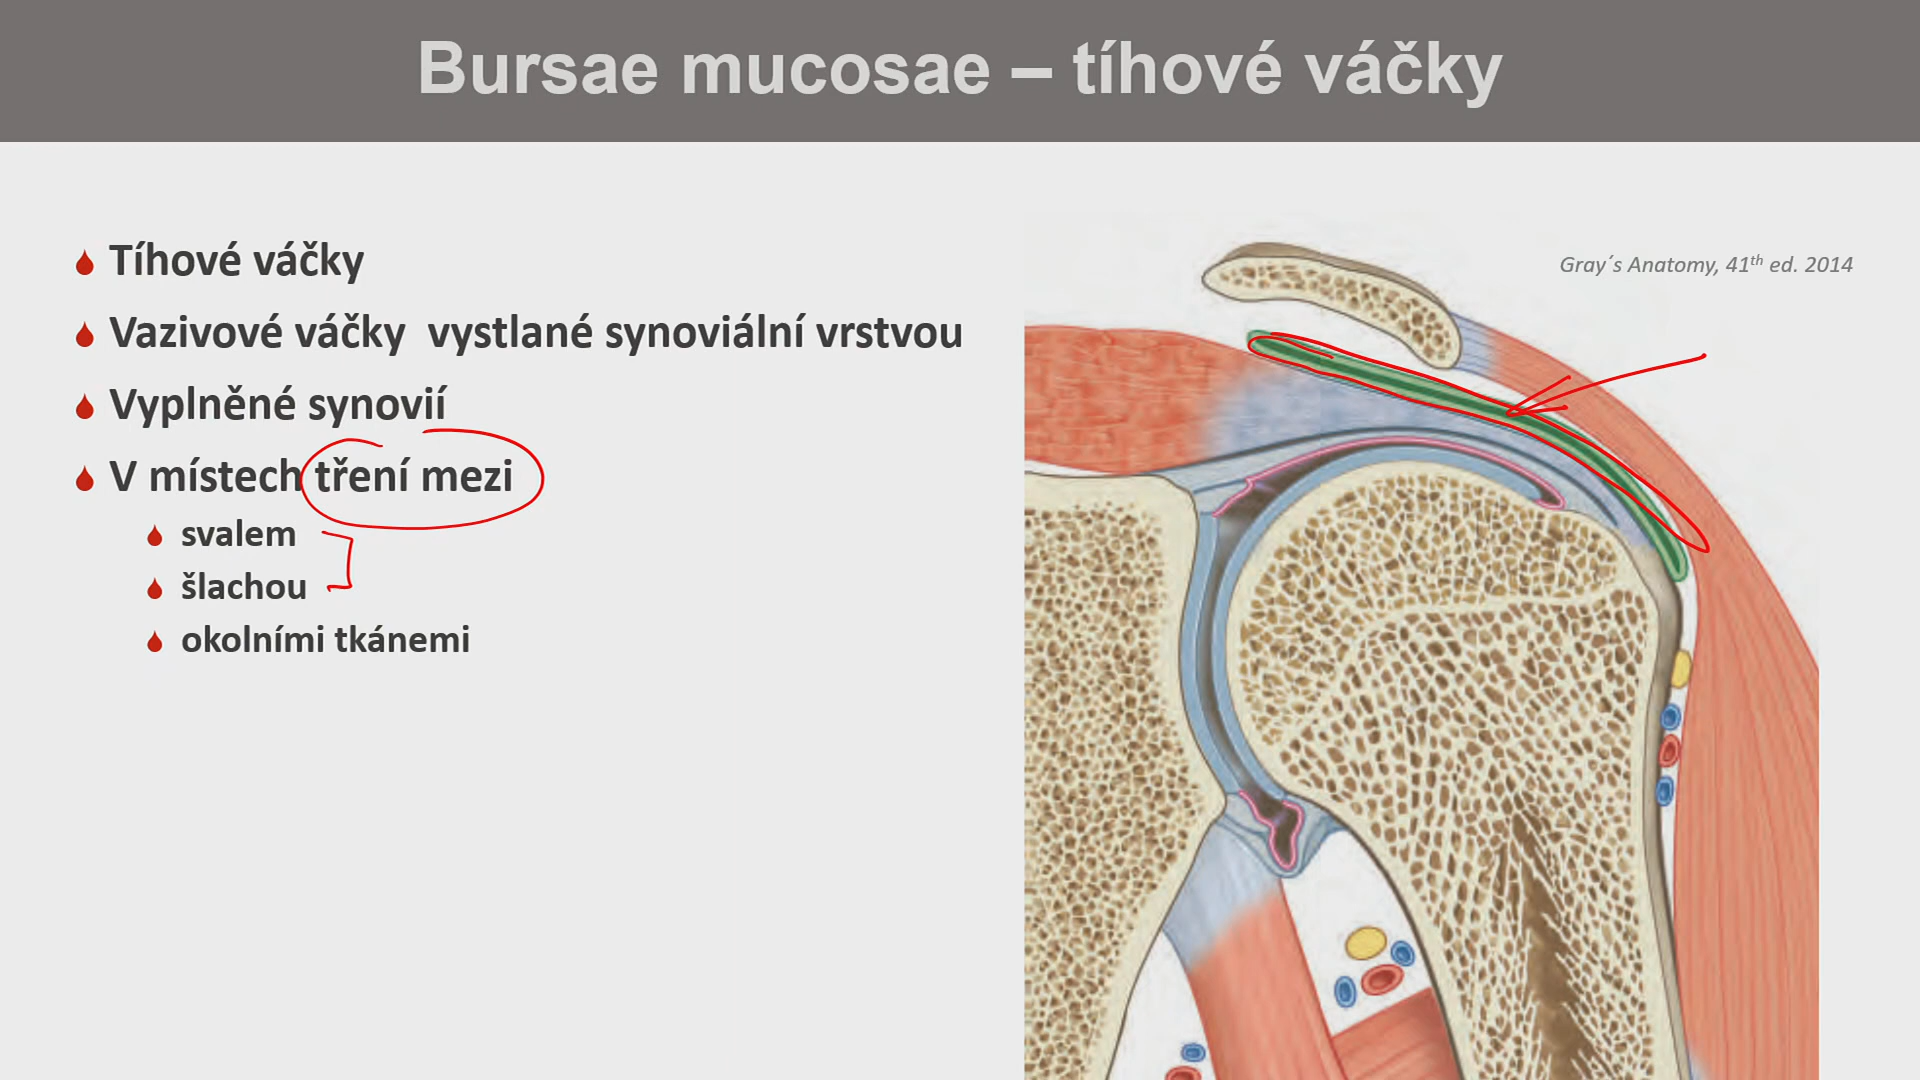 Bursae mucosae – tíhové váčky
Tíhové váčky
Vazivové váčky vystlané synoviální vrstvou
Vyplněné synovií
V místech tření mezi
svalem
šlachou
okolními tkánemi
Gray´s Anatomy, 41th ed. 2014